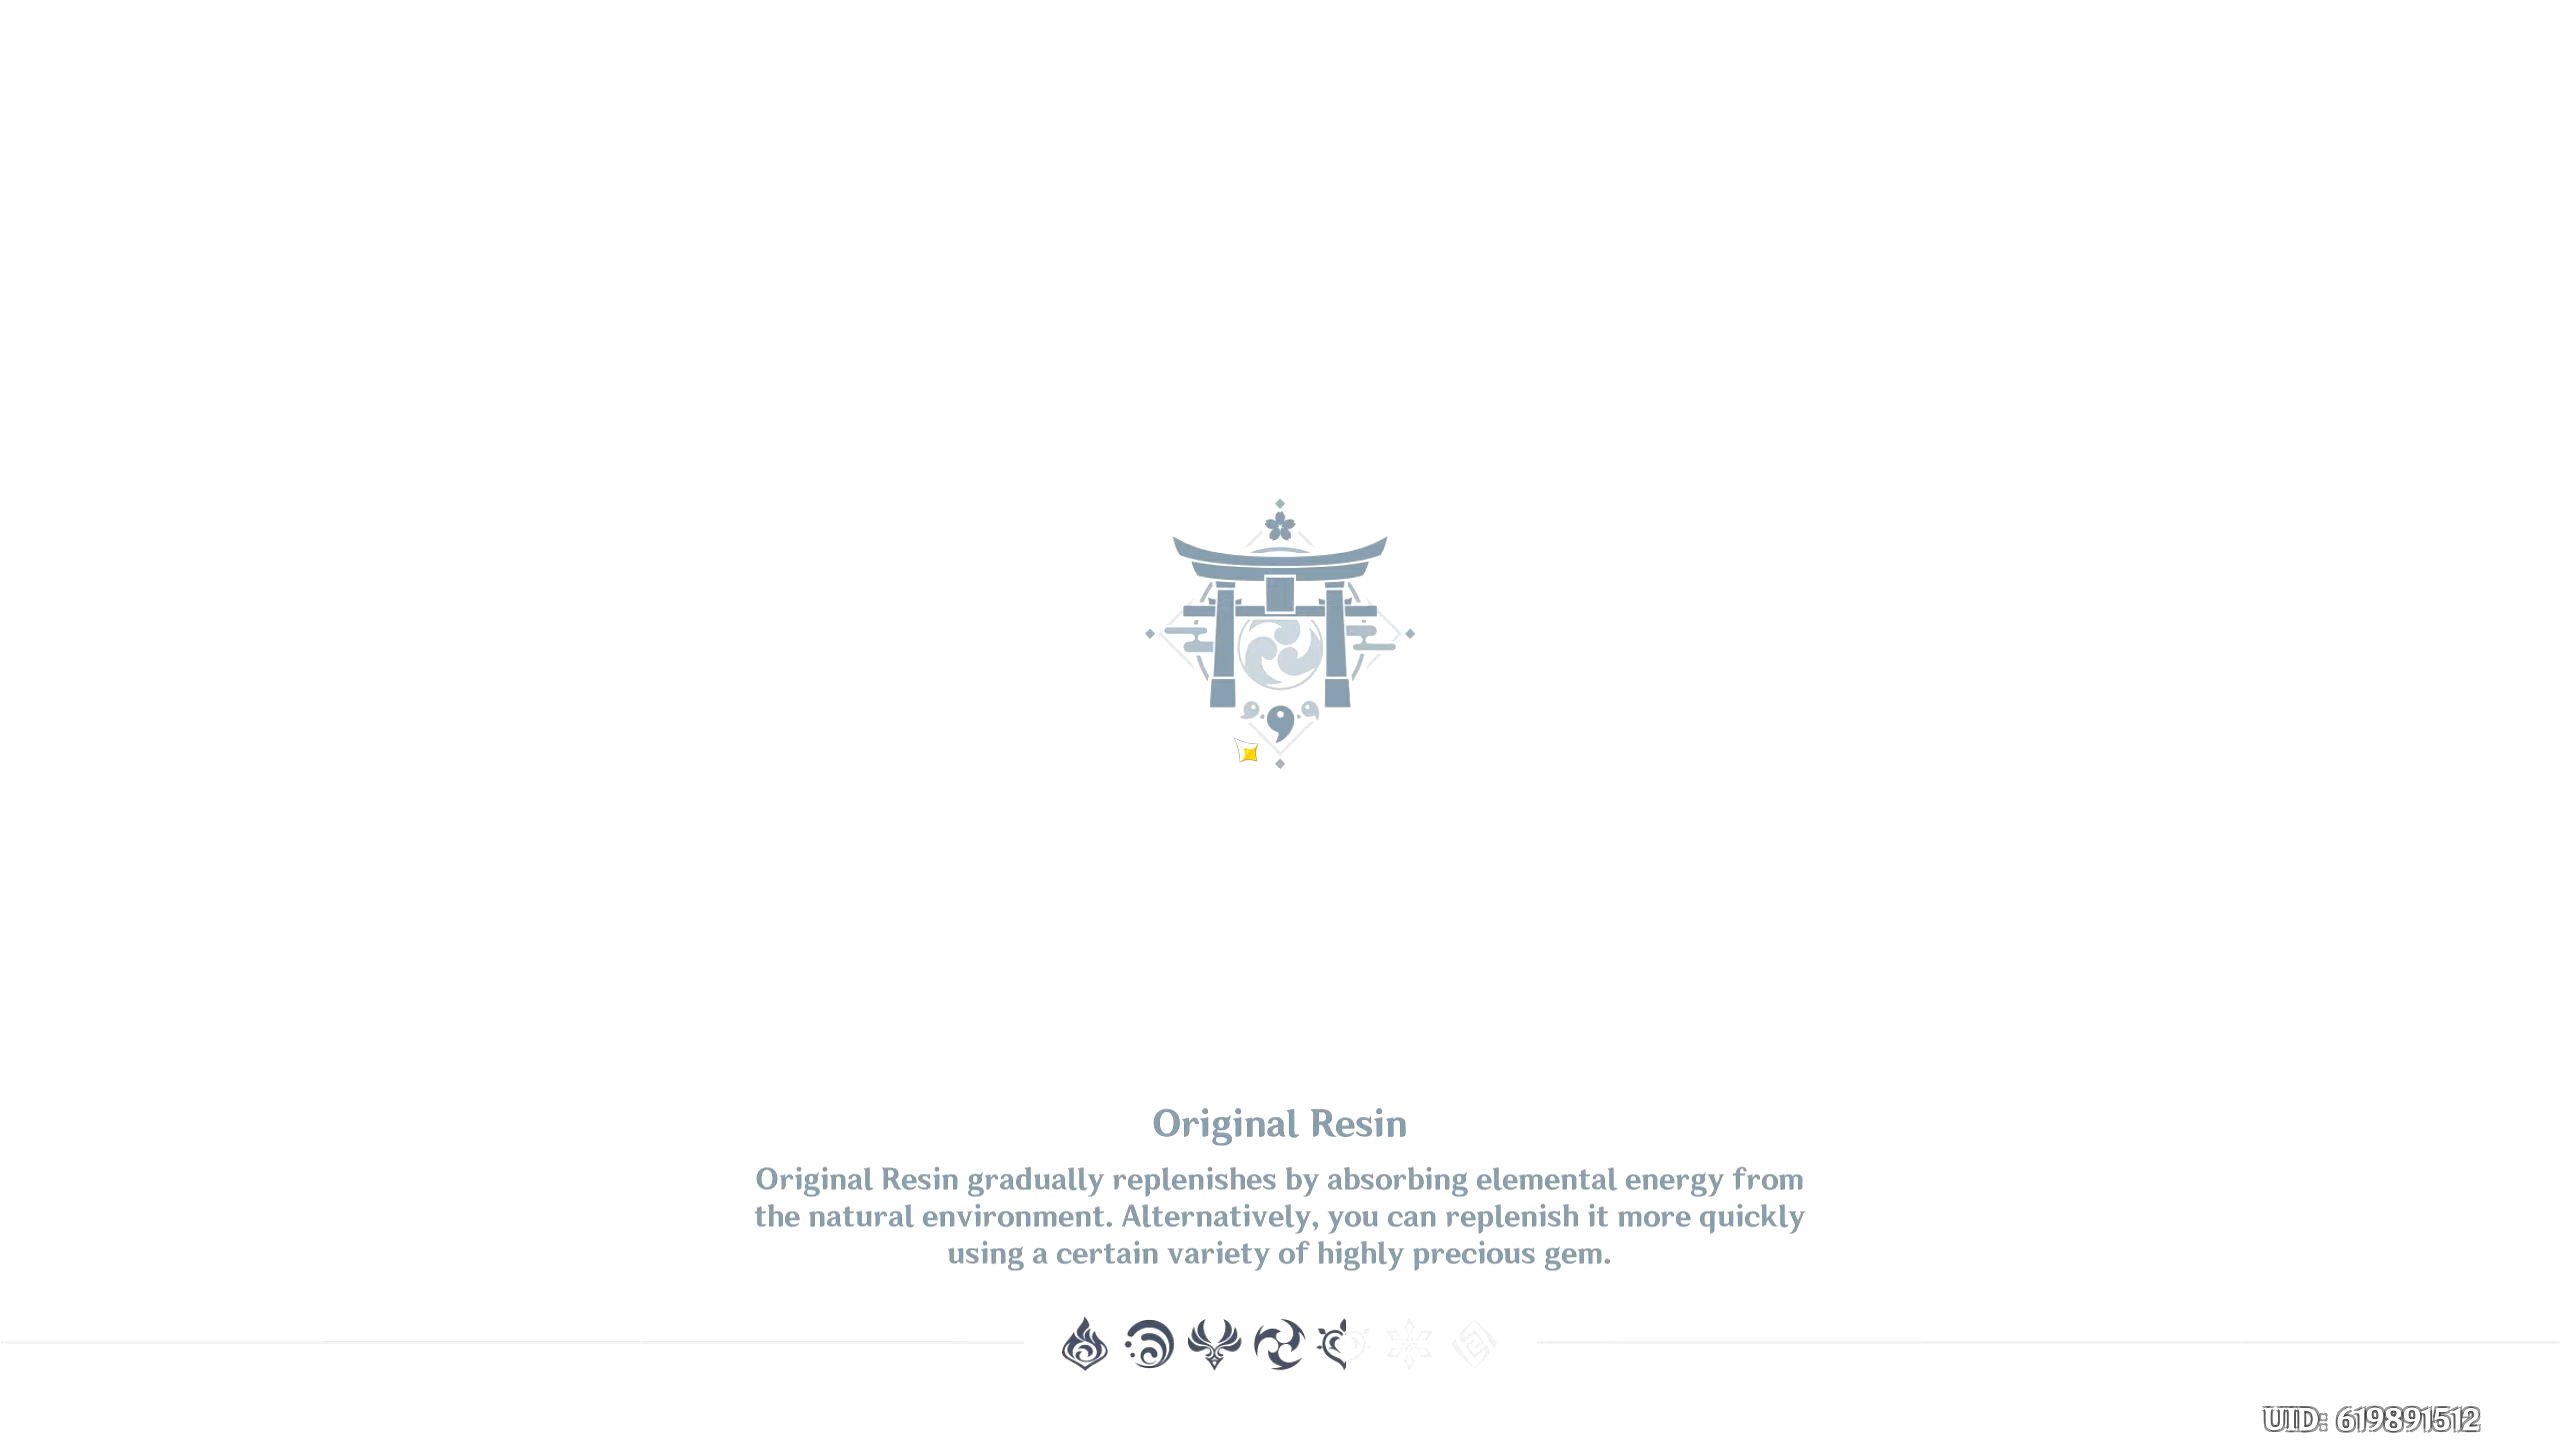 Original Resin
Original Resin gradually replenishes by absorbing elemental energy from
the natural environment. Alternatively, you can replenish it more quickly
using a certain variety of highly precious gem.
UID: 619891512